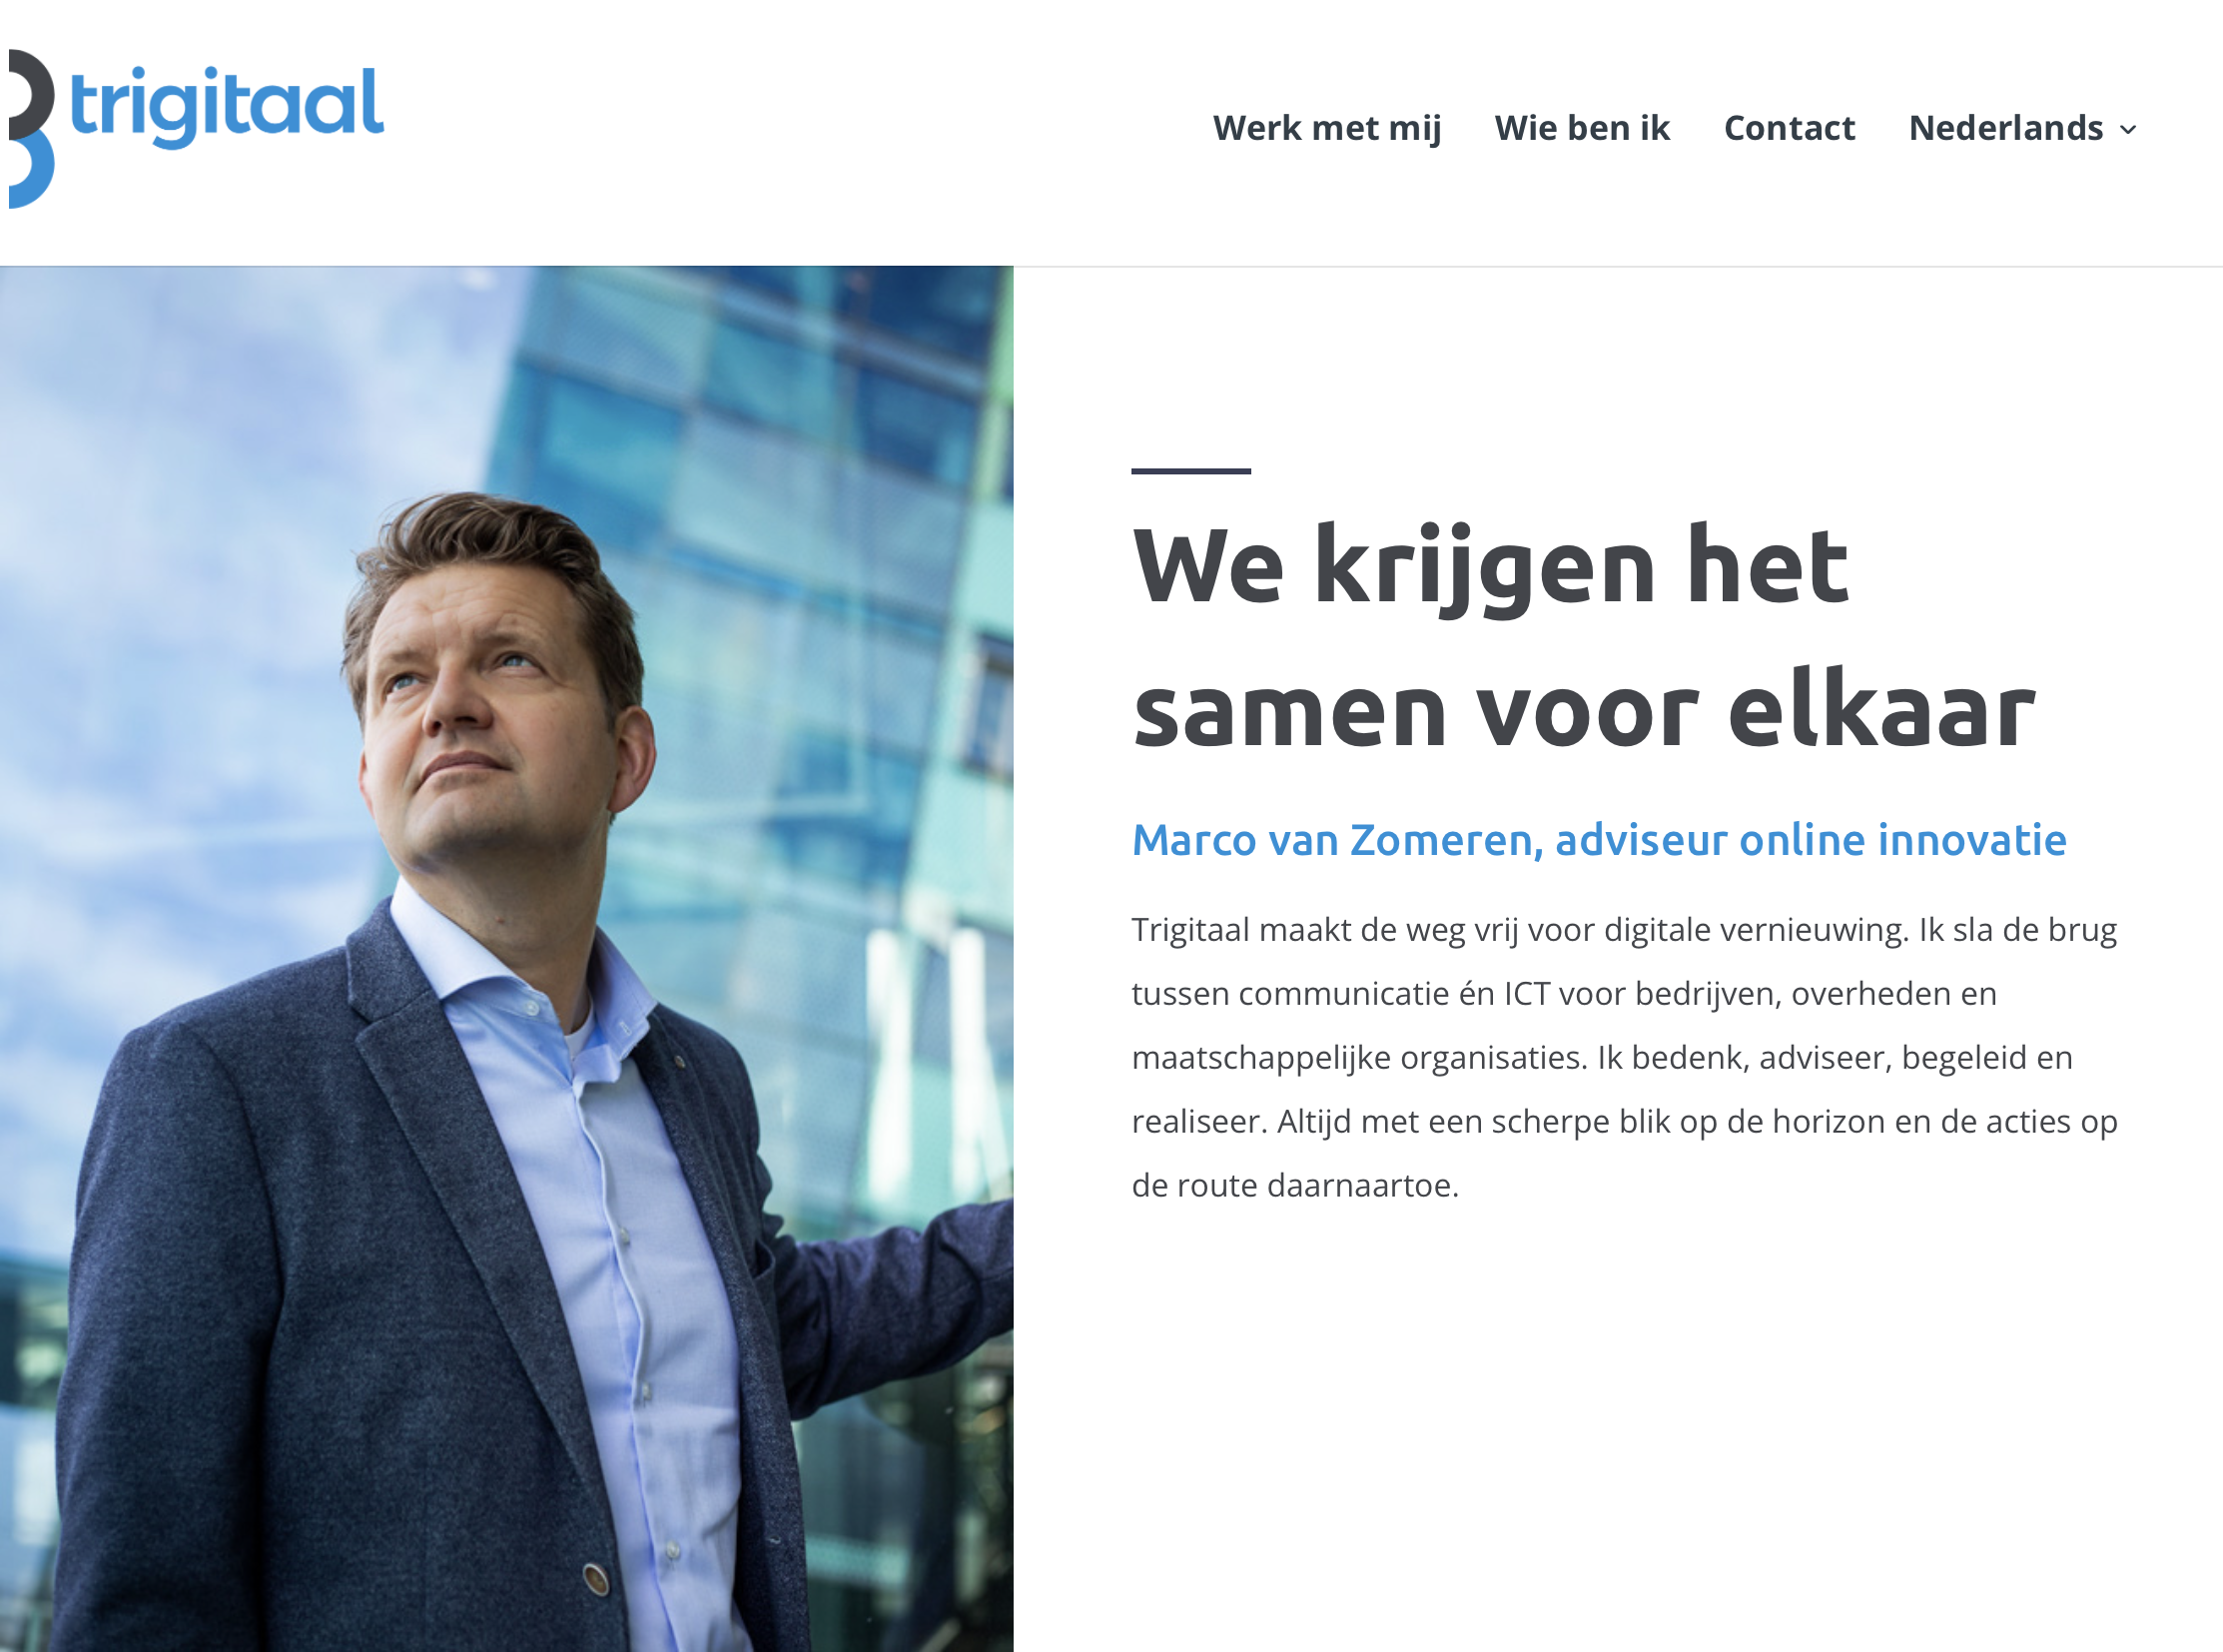 trigitaal
Werk met mij
Wie ben ik
Contact
Nederlands
We krijgen het
samen voor elkaar
Marco van Zomeren, adviseur online innovatie
Trigitaal maakt de weg vrij voor digitale vernieuwing. Ik sla de brug
tussen communicatie én ICT voor bedrijven, overheden en
maatschappelijke organisaties. Ik bedenk, adviseer, begeleid en
realiseer. Altijd met een scherpe blik op de horizon en de acties op
de route daarnaartoe.